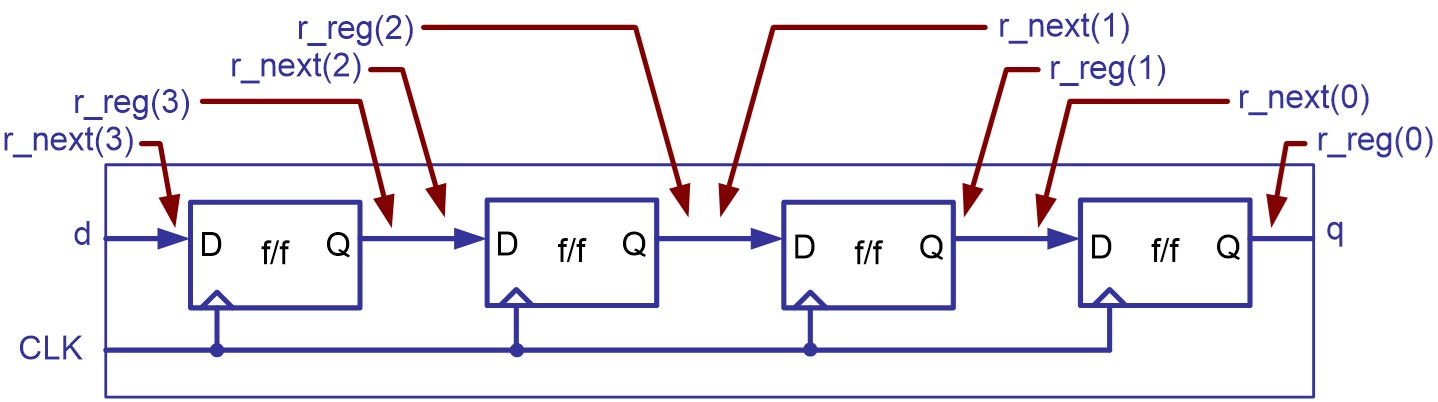 r_reg(2)
r_next(1)
r_next(2)
r_reg(1)
r_reg(3)
r_next(0)
r_next(3)
r_reg(0)
d
D f/f Q
D f/f Q
D f/f Q
D f/f Q
q
CLK